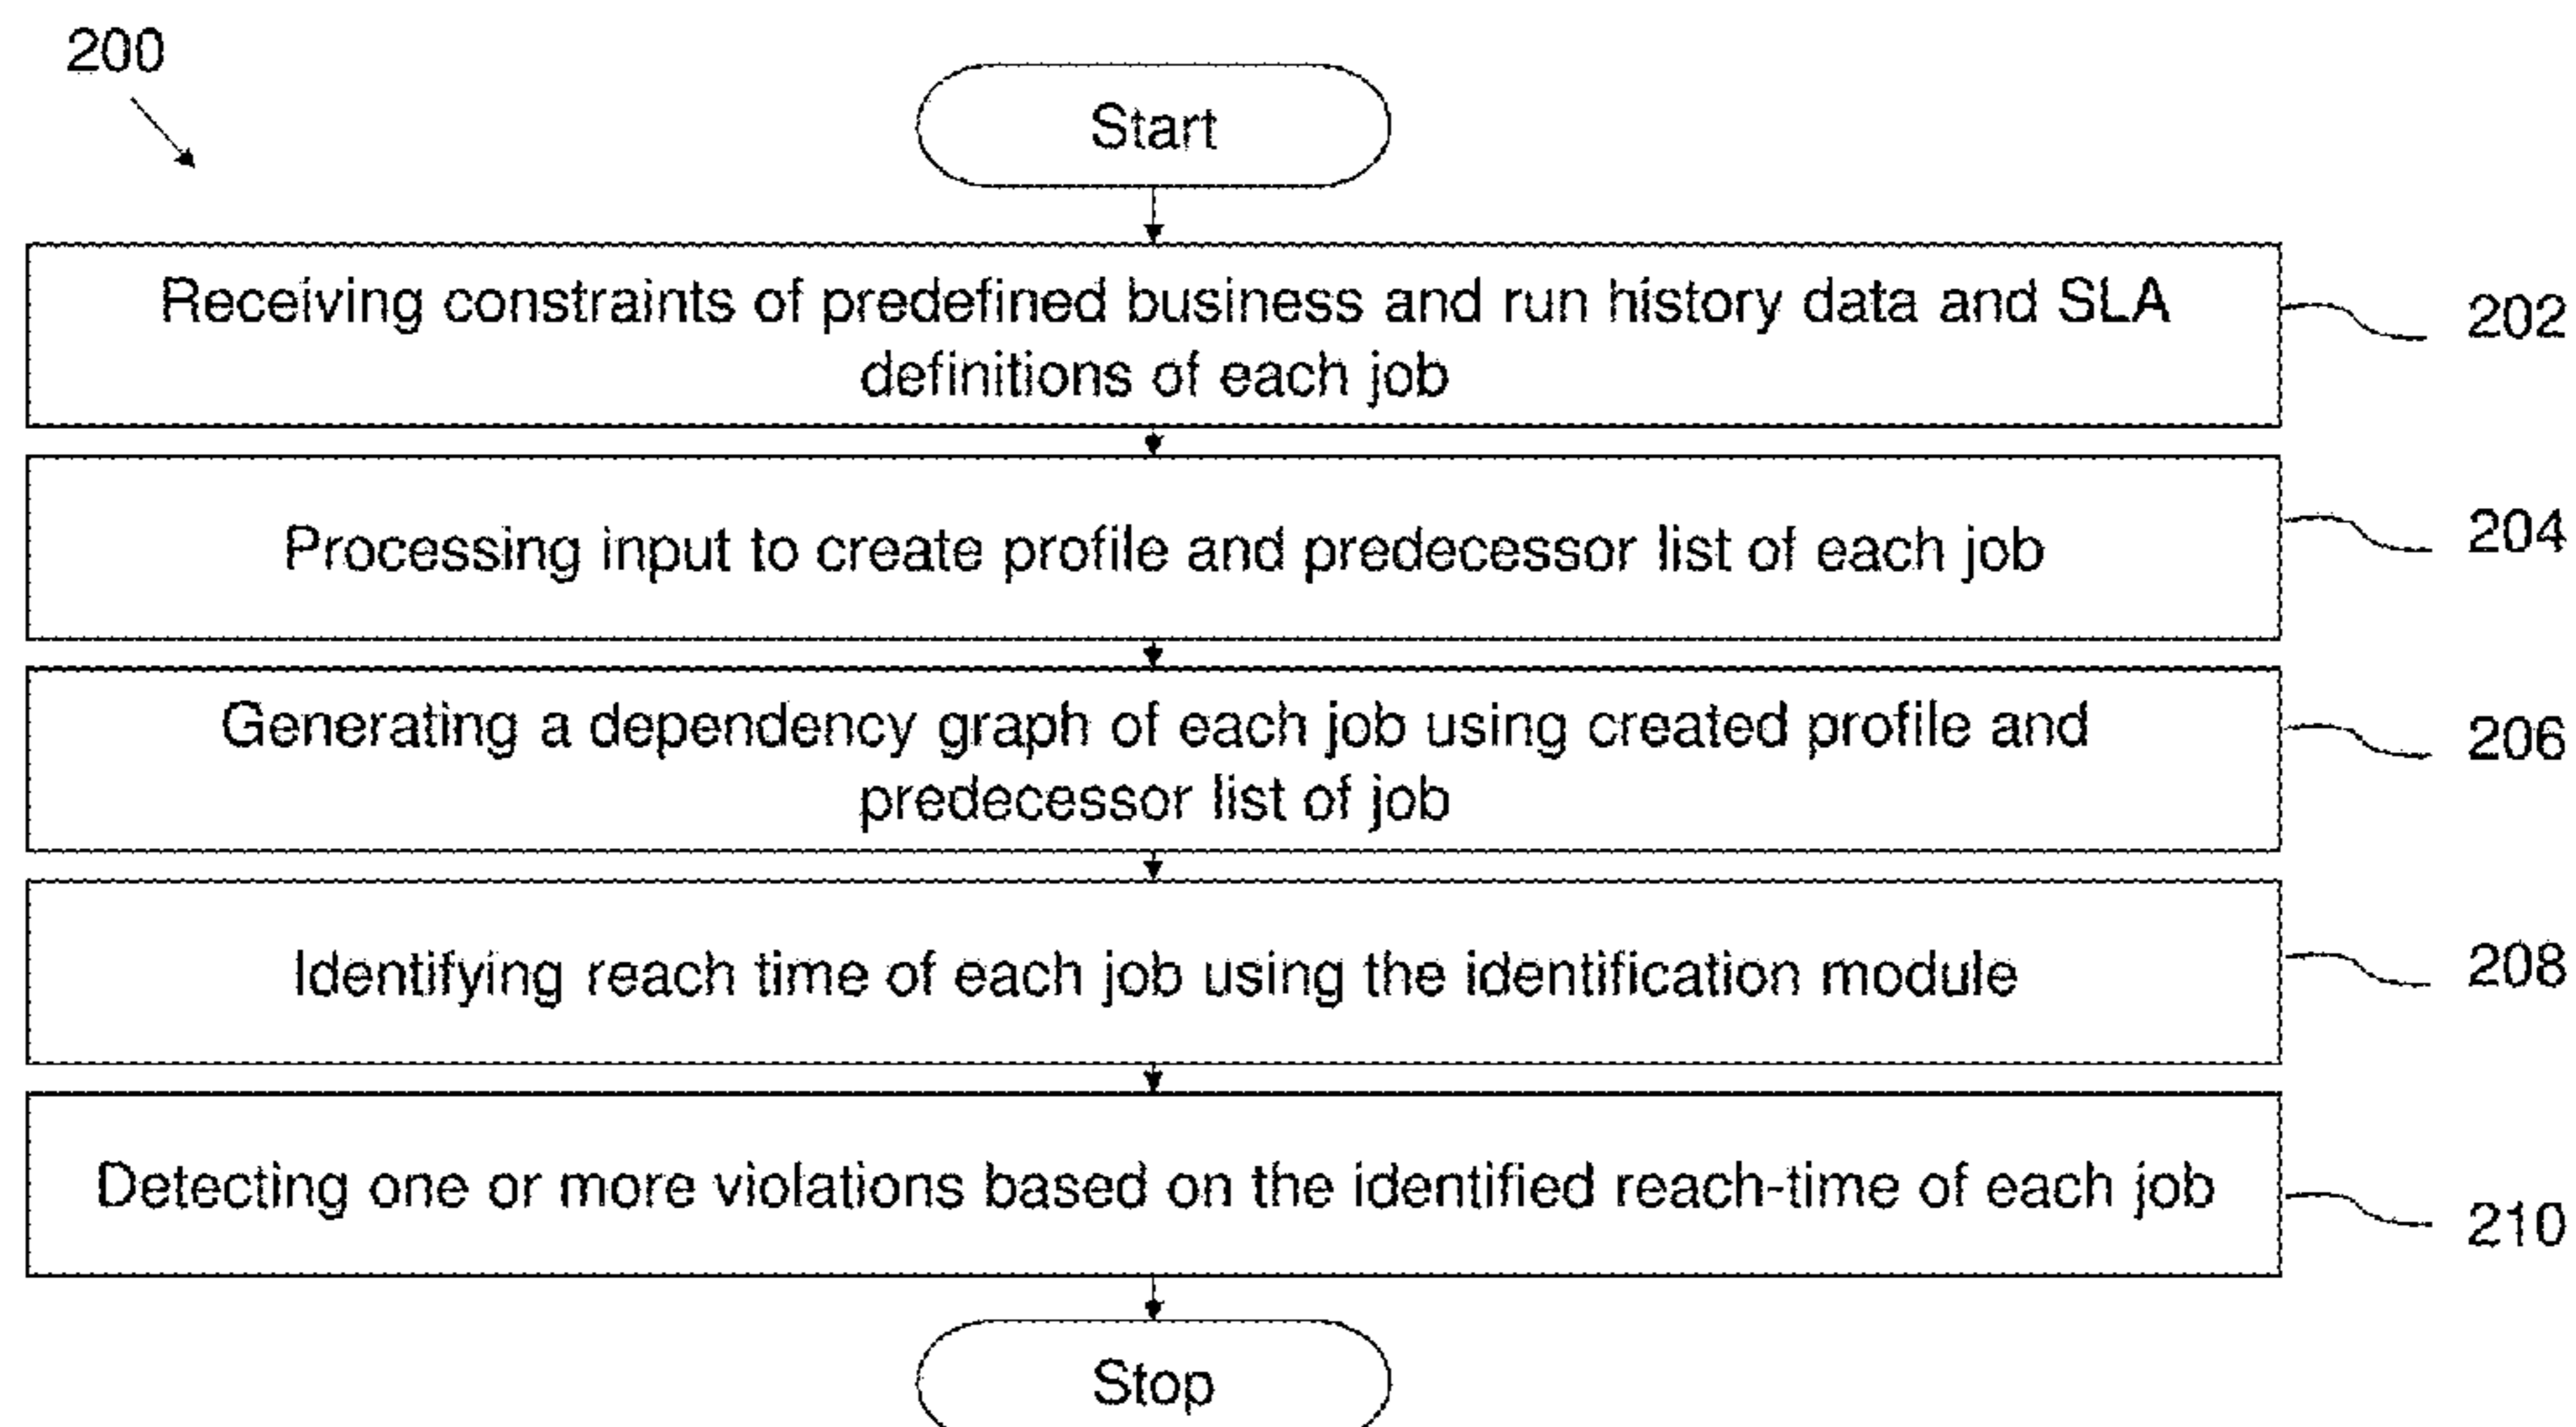 200
Start
Receiving constraints of predefined business and run history data and SLA
definitions of each job
202
Processing input to create profile and predecessor list of each job
204
Generating a dependency graph of each job using created profile and
predecessor list of job
206
Identifying reach time of each job using the identification module
208
Detecting one or more violations based on the identified reach-time of each job
210
Stop